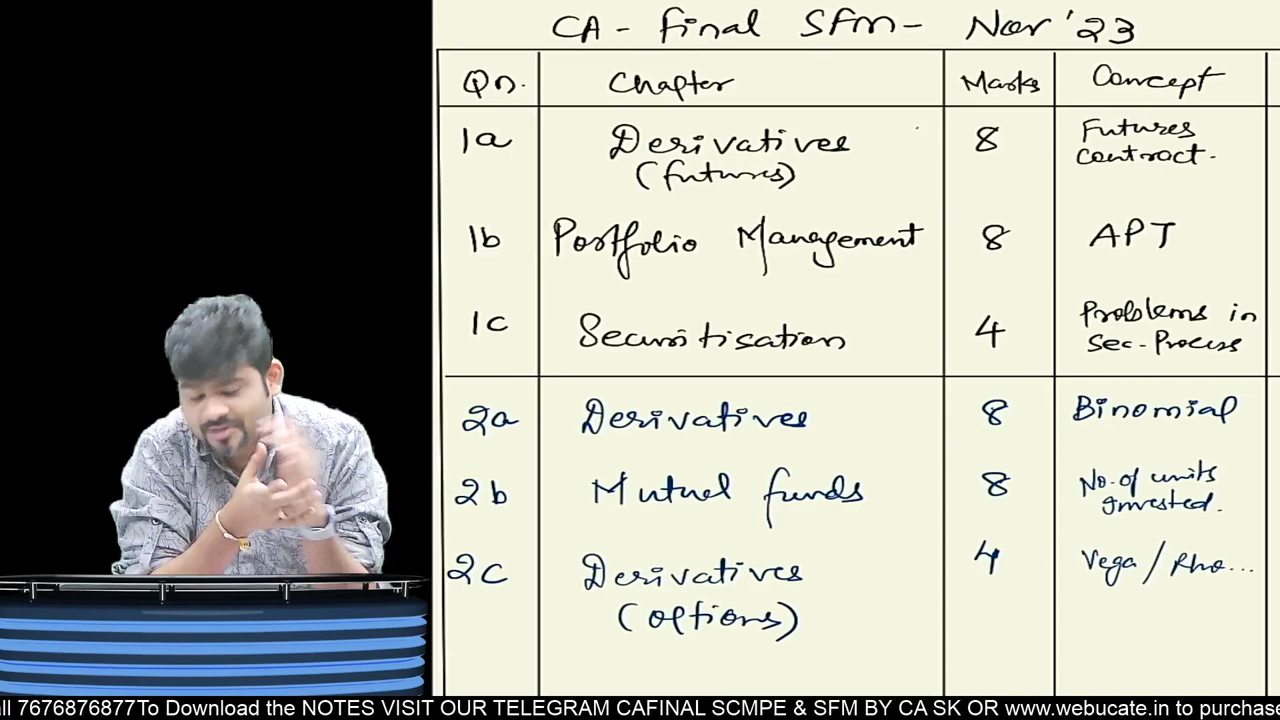 CA - Final SFM - Nov '23
Qn. Chapter Marks Concept
1a Derivatives (futures) 8 Futures contract.
1b Portfolio Management 8 APT
1c Securitisation 4 Problems in Sec-Process
2a Derivatives 8 Binomial
2b Mutual funds 8 No. of units invested.
2c Derivatives (options) 4 Vega / Rho...
ll 7676876877To Download the NOTES VISIT OUR TELEGRAM CAFINAL SCMPE & SFM BY CA SK OR www.webucate.in to purchase